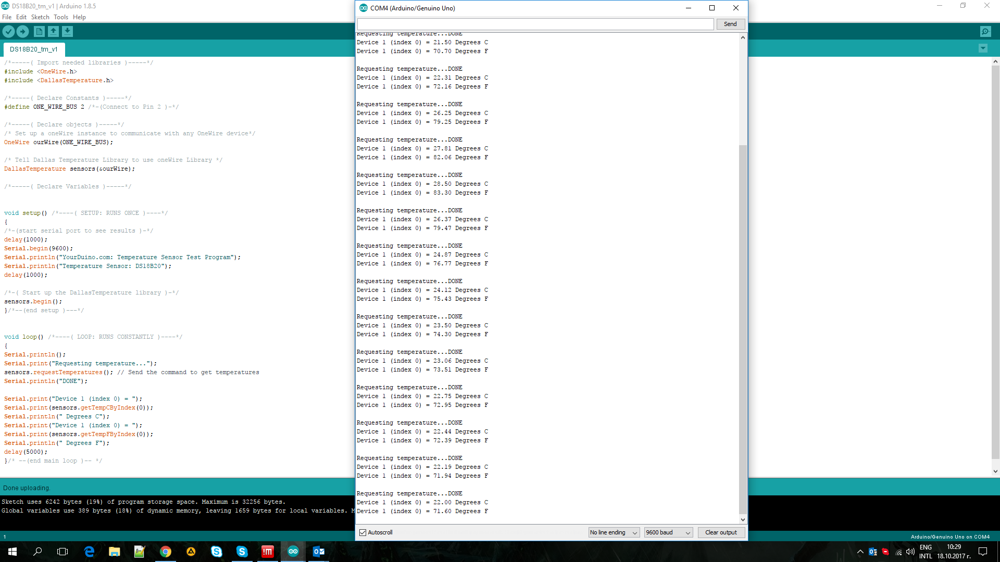 DS18B20_tm_v1 | Arduino 1.8.5
File Edit Sketch Tools Help
DS18B20_tm_v1
/*-----( Import needed libraries )-----*/
#include <OneWire.h>
#include <DallasTemperature.h>
/*-----( Declare Constants )-----*/
#define ONE_WIRE_BUS 2 /*-(Connect to Pin 2 )-*/
/*-----( Declare objects )-----*/
/* Set up a oneWire instance to communicate with any OneWire device*/
OneWire ourWire(ONE_WIRE_BUS);
/* Tell Dallas Temperature Library to use oneWire Library */
DallasTemperature sensors(&ourWire);
/*-----( Declare Variables )-----*/
void setup() /*----( SETUP: RUNS ONCE )----*/
{
/*-(start serial port to see results )-*/
delay(1000);
Serial.begin(9600);
Serial.println("YourDuino.com: Temperature Sensor Test Program");
Serial.println("Temperature Sensor: DS18B20");
delay(1000);
/*-( Start up the DallasTemperature library )-*/
sensors.begin();
}/*--(end setup )---*/
void loop() /*----( LOOP: RUNS CONSTANTLY )----*/
{
Serial.println();
Serial.print("Requesting temperature...");
sensors.requestTemperatures(); // Send the command to get temperatures
Serial.println("DONE");
Serial.print("Device 1 (index 0) = ");
Serial.print(sensors.getTempCByIndex(0));
Serial.println(" Degrees C");
Serial.print("Device 1 (index 0) = ");
Serial.print(sensors.getTempFByIndex(0));
Serial.println(" Degrees F");
delay(5000);
}/* --(end main loop )-- */
Done uploading.
Sketch uses 6242 bytes (19%) of program storage space. Maximum is 32256 bytes.
Global variables use 389 bytes (18%) of dynamic memory, leaving 1659 bytes for local variables. M
1
Arduino/Genuino Uno on COM4
COM4 (Arduino/Genuino Uno)
Send
Requesting temperature...DONE
Device 1 (index 0) = 21.50 Degrees C
Device 1 (index 0) = 70.70 Degrees F
Requesting temperature...DONE
Device 1 (index 0) = 22.31 Degrees C
Device 1 (index 0) = 72.16 Degrees F
Requesting temperature...DONE
Device 1 (index 0) = 26.25 Degrees C
Device 1 (index 0) = 79.25 Degrees F
Requesting temperature...DONE
Device 1 (index 0) = 27.81 Degrees C
Device 1 (index 0) = 82.06 Degrees F
Requesting temperature...DONE
Device 1 (index 0) = 28.50 Degrees C
Device 1 (index 0) = 83.30 Degrees F
Requesting temperature...DONE
Device 1 (index 0) = 26.37 Degrees C
Device 1 (index 0) = 79.47 Degrees F
Requesting temperature...DONE
Device 1 (index 0) = 24.87 Degrees C
Device 1 (index 0) = 76.77 Degrees F
Requesting temperature...DONE
Device 1 (index 0) = 24.12 Degrees C
Device 1 (index 0) = 75.43 Degrees F
Requesting temperature...DONE
Device 1 (index 0) = 23.50 Degrees C
Device 1 (index 0) = 74.30 Degrees F
Requesting temperature...DONE
Device 1 (index 0) = 23.06 Degrees C
Device 1 (index 0) = 73.51 Degrees F
Requesting temperature...DONE
Device 1 (index 0) = 22.75 Degrees C
Device 1 (index 0) = 72.95 Degrees F
Requesting temperature...DONE
Device 1 (index 0) = 22.44 Degrees C
Device 1 (index 0) = 72.39 Degrees F
Requesting temperature...DONE
Device 1 (index 0) = 22.19 Degrees C
Device 1 (index 0) = 71.94 Degrees F
Requesting temperature...DONE
Device 1 (index 0) = 22.00 Degrees C
Device 1 (index 0) = 71.60 Degrees F
Autoscroll
No line ending
9600 baud
Clear output
!m
ENG
INTL
10:29
18.10.2017 г.